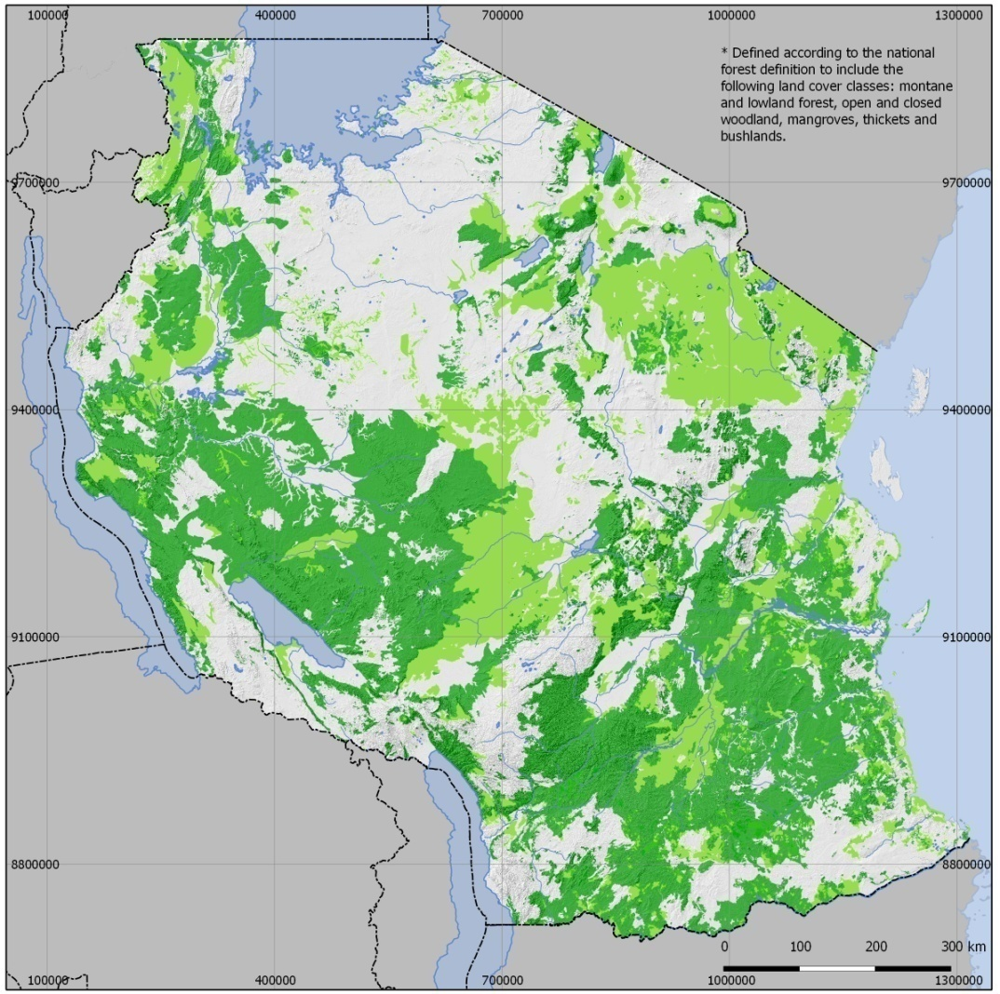 100000 400000 700000 1000000 1300000
* Defined according to the national
forest definition to include the
following land cover classes: montane
and lowland forest, open and closed
woodland, mangroves, thickets and
bushlands.
9700000 9700000
9400000 9400000
9100000 9100000
8800000 8800000
0 100 200 300 km
100000 400000 700000 1000000 1300000